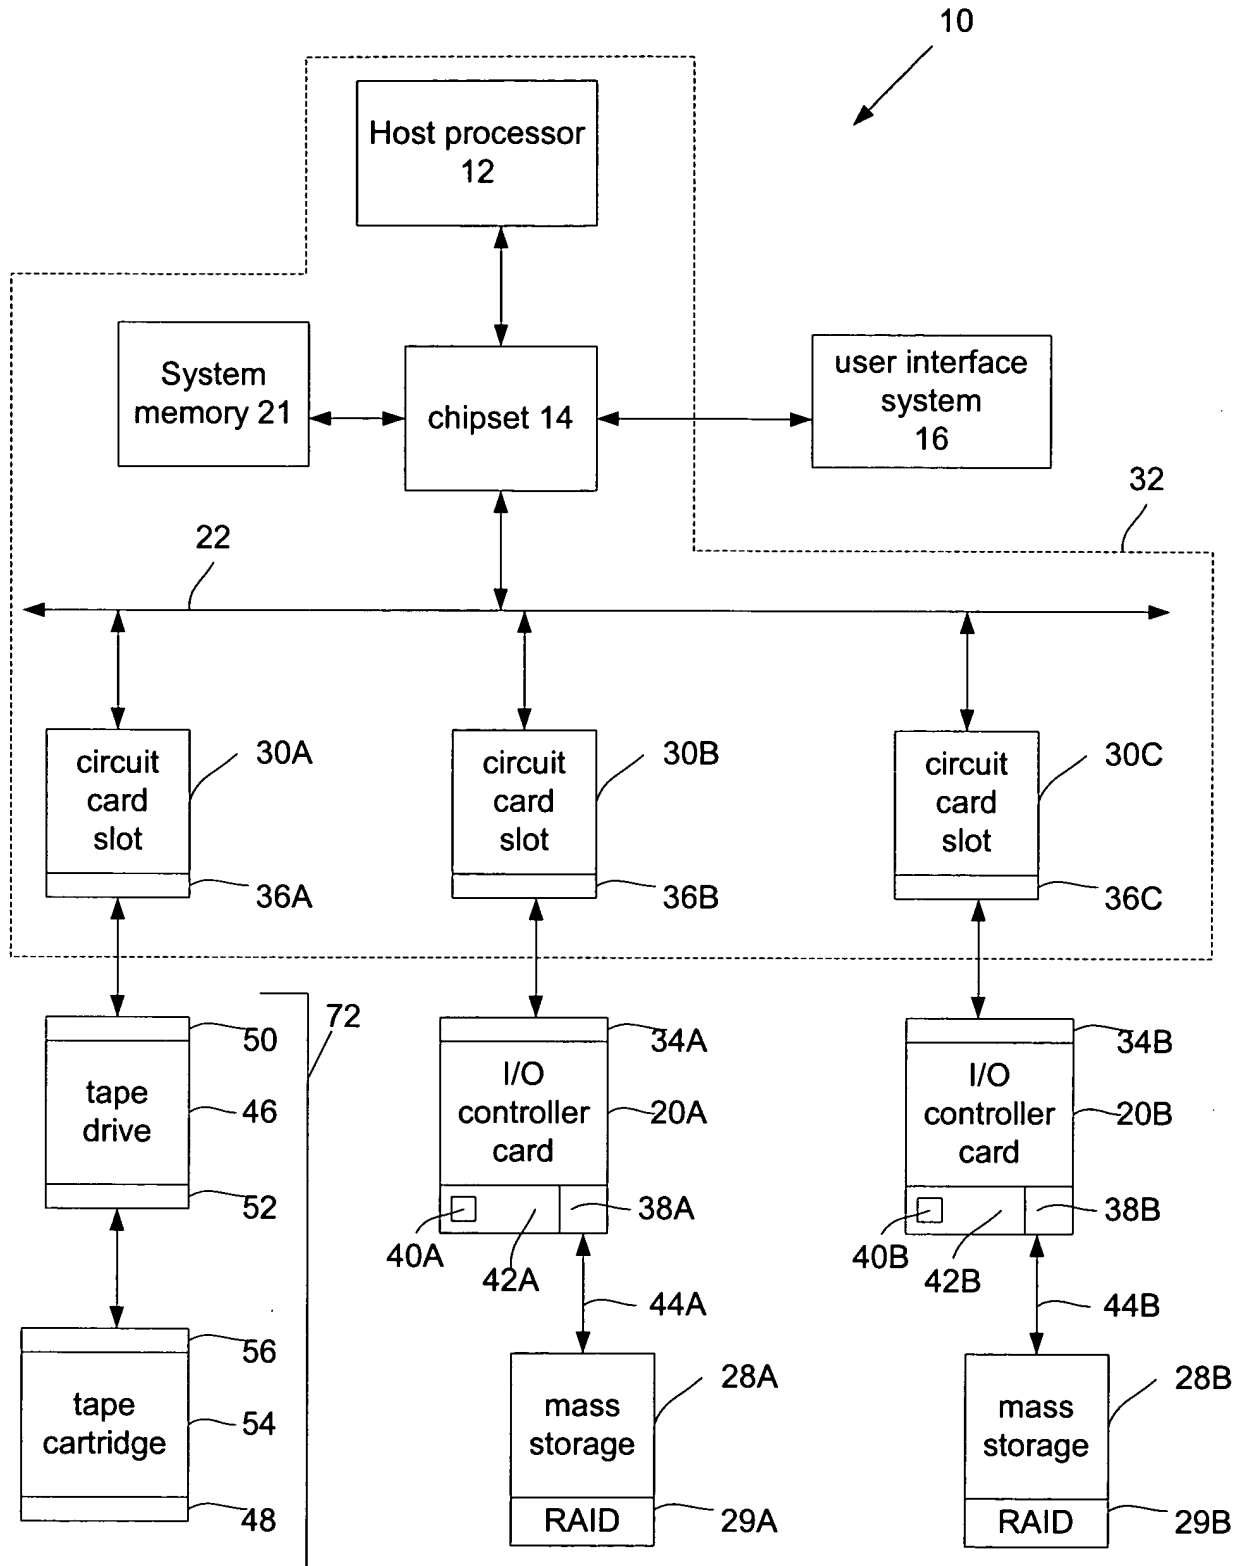 10
Host processor
12
System
memory 21
chipset 14
user interface
system
16
32
22
circuit
card
slot
30A
36A
circuit
card
slot
30B
36B
circuit
card
slot
30C
36C
72
50
tape
drive
46
52
34A
I/O
controller
card
20A
38A
40A
42A
34B
I/O
controller
card
20B
38B
40B
42B
44A
44B
56
tape
cartridge
54
48
mass
storage
28A
RAID
29A
mass
storage
28B
RAID
29B